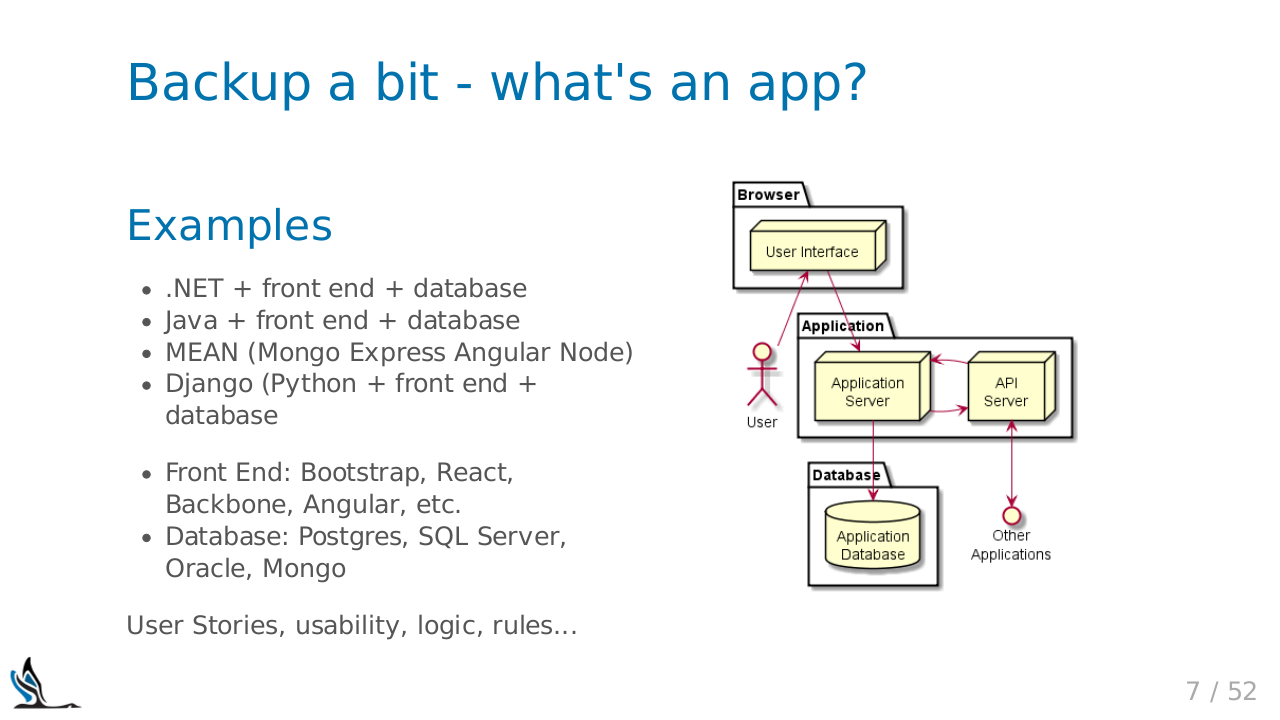 Backup a bit - what's an app?
Examples
.NET + front end + database
Java + front end + database
MEAN (Mongo Express Angular Node)
Django (Python + front end +
database
Front End: Bootstrap, React,
Backbone, Angular, etc.
Database: Postgres, SQL Server,
Oracle, Mongo
User Stories, usability, logic, rules...
Browser
User Interface
Application
Application
Server
API
Server
User
Database
Application
Database
Other
Applications
7 / 52